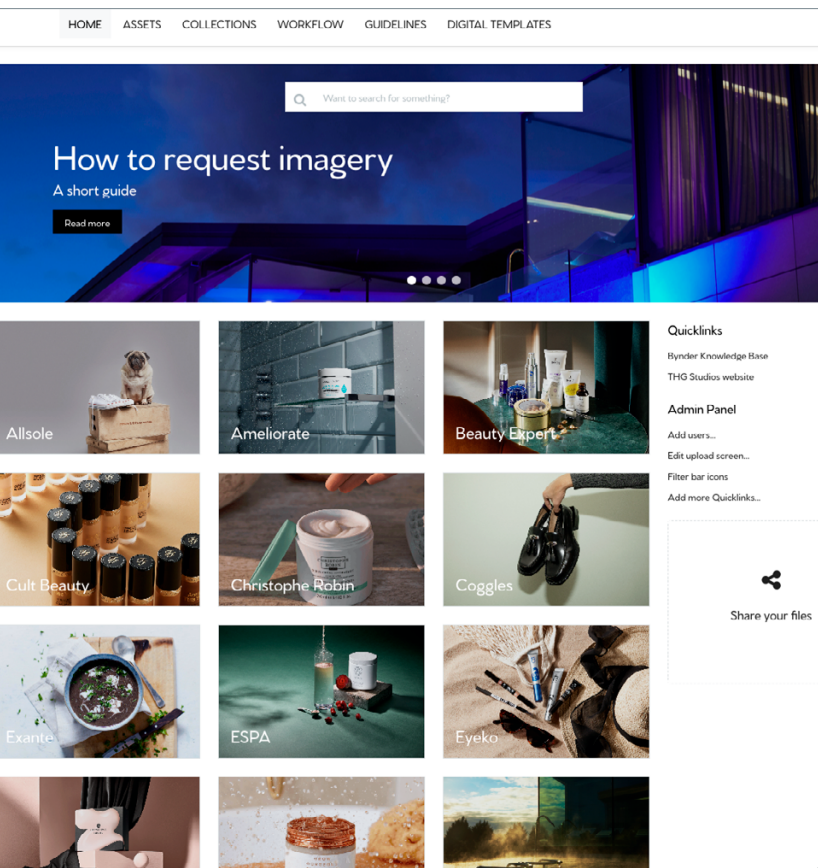 HOME ASSETS COLLECTIONS WORKFLOW GUIDELINES DIGITAL TEMPLATES
Want to search for something?
How to request imagery
A short guide
Read more
Allsole
Ameliorate
Beauty Expert
Quicklinks
Bynder Knowledge Base
THG Studios website
Admin Panel
Add users...
Edit upload screen...
Filter bar icons
Add more Quicklinks...
Cult Beauty
Christophe Robin
Coggles
Share your files
Exante
ESPA
Eyeko